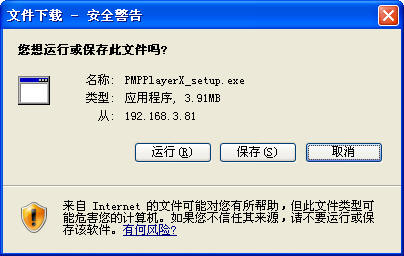 文件下载 - 安全警告
您想运行或保存此文件吗?
名称: PMPPlayerX_setup.exe
类型: 应用程序, 3.91MB
从: 192.168.3.81
运行(R) 保存(S) 取消
来自 Internet 的文件可能对您有所帮助,但此文件类型可
能危害您的计算机。如果您不信任其来源,请不要运行或保
存该软件。有何风险?